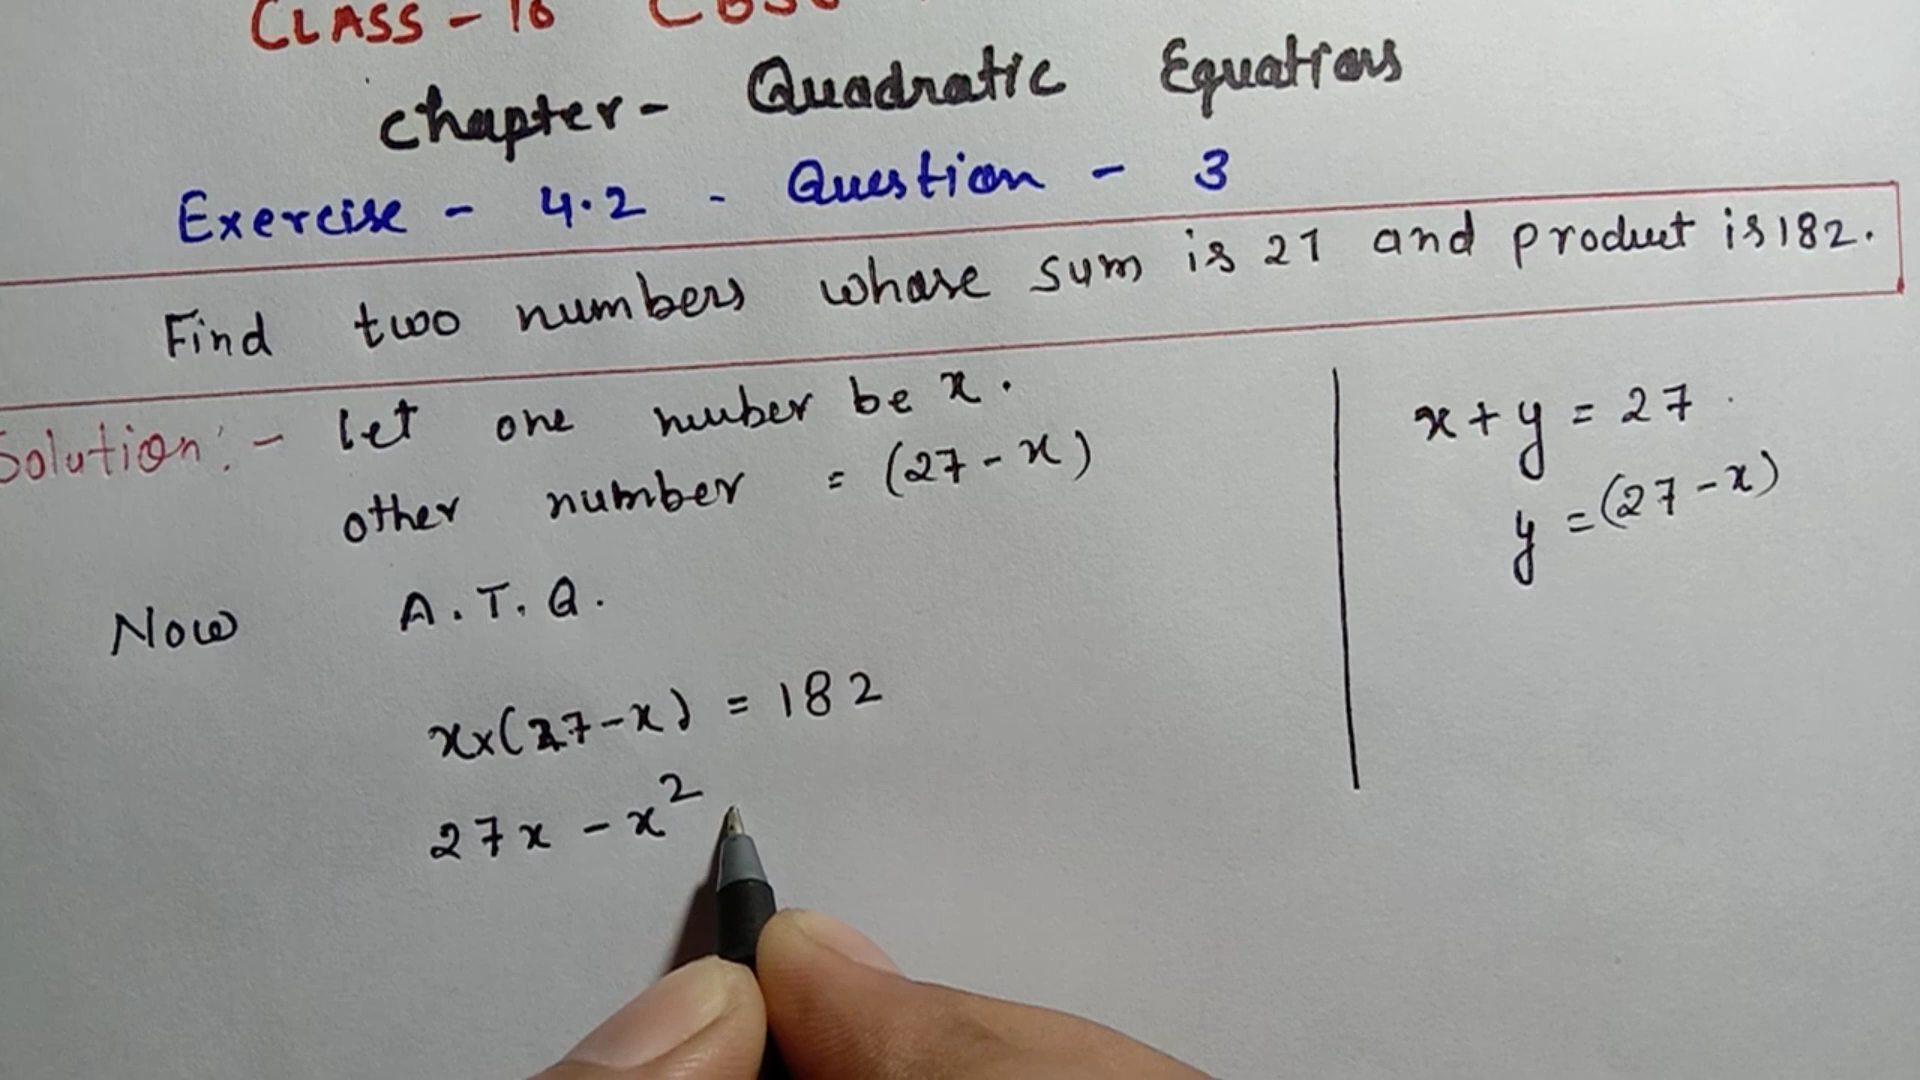 CLASS - 10 CBSE
Chapter - Quadratic Equations
Exercise - 4.2 - Question - 3
Find two numbers whose sum is 27 and product is 182.
Solution:- let one nuber be x.
other number = (27 - x)
Now A.T.Q.
x×(27-x) = 182
27x - x²
x + y = 27
y = (27 - x)